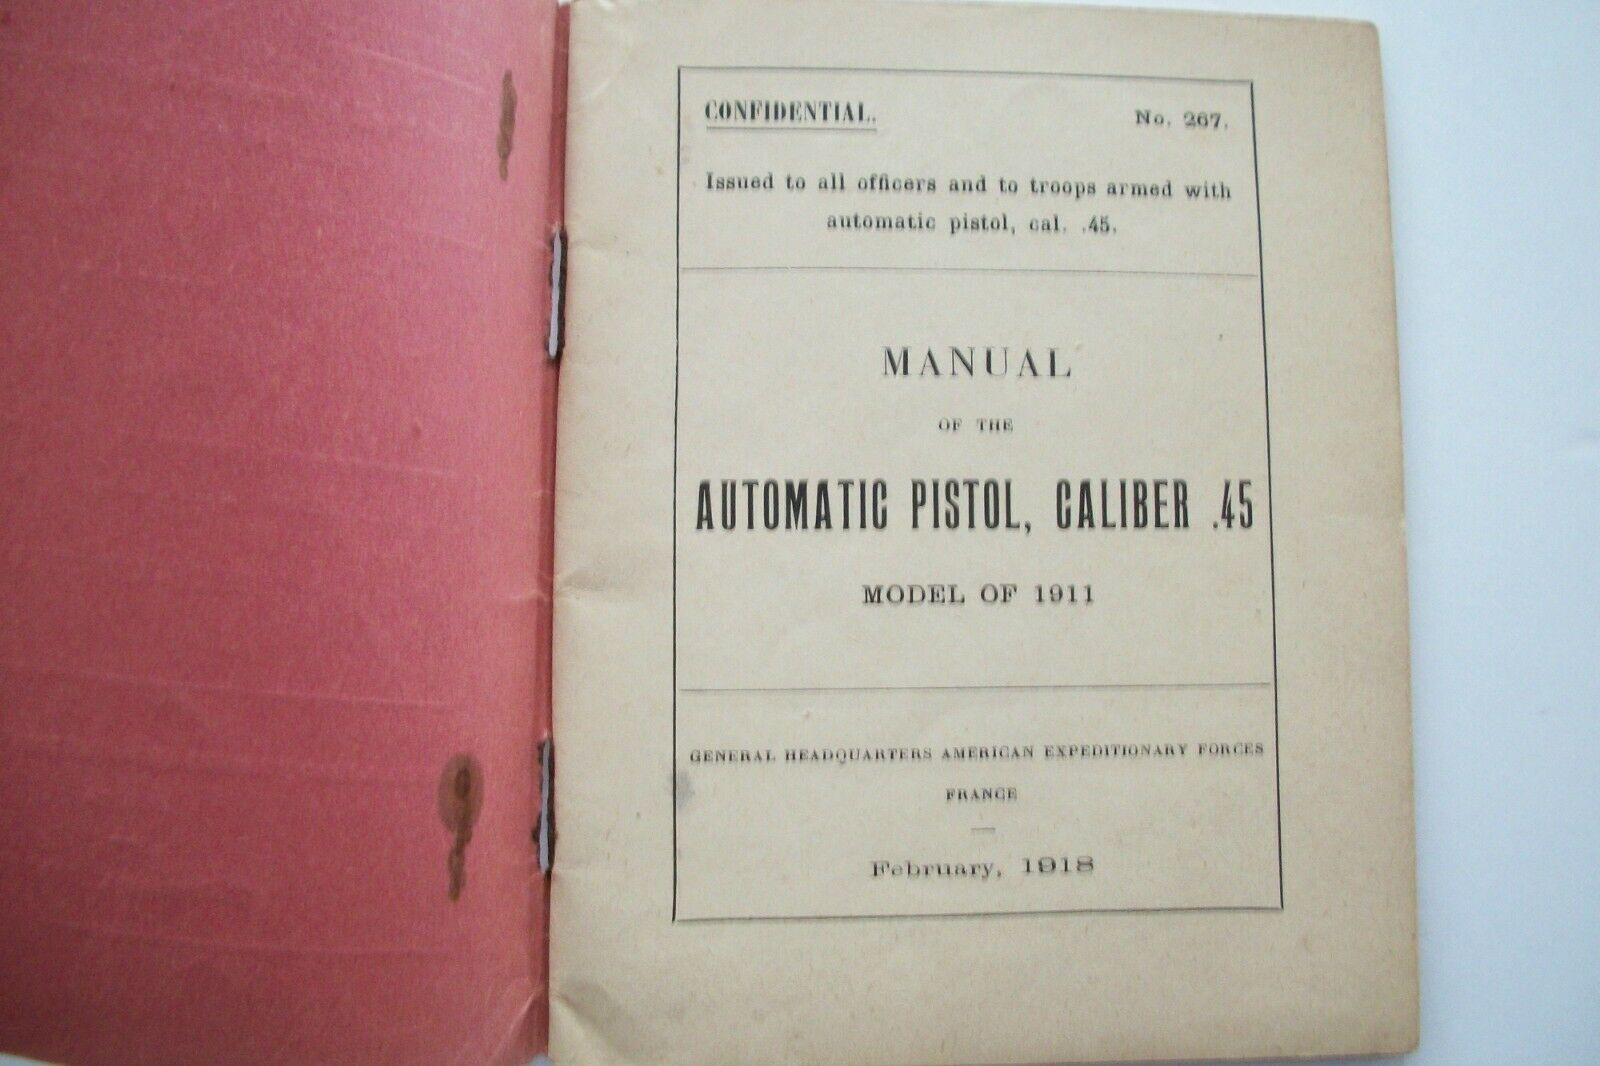 CONFIDENTIAL. No. 267.
Issued to all officers and to troops armed with
automatic pistol, cal. .45.
MANUAL
OF THE
AUTOMATIC PISTOL, CALIBER .45
MODEL OF 1911
GENERAL HEADQUARTERS AMERICAN EXPEDITIONARY FORCES
FRANCE
February, 1918